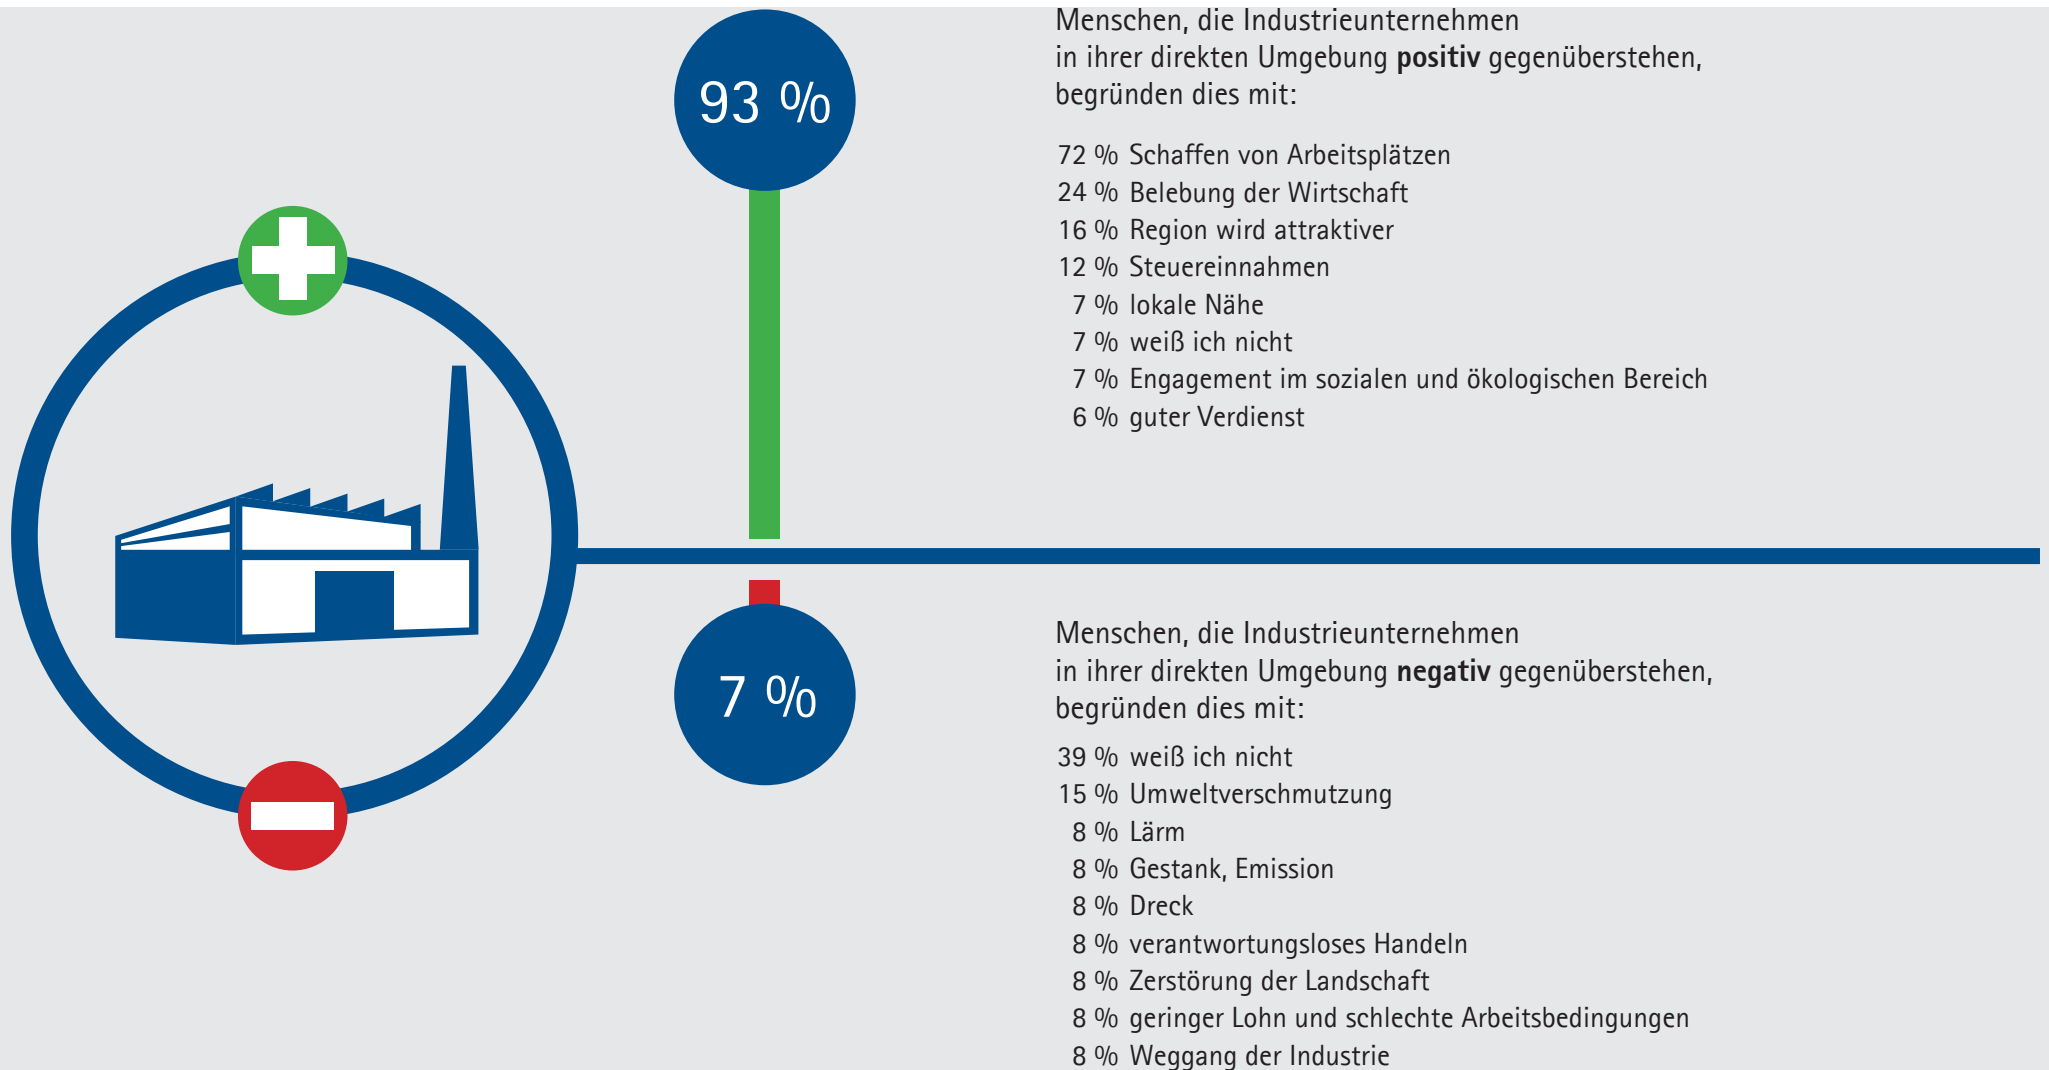 93 %
Menschen, die Industrieunternehmen
in ihrer direkten Umgebung positiv gegenüberstehen,
begründen dies mit:
72 % Schaffen von Arbeitsplätzen
24 % Belebung der Wirtschaft
16 % Region wird attraktiver
12 % Steuereinnahmen
7 % lokale Nähe
7 % weiß ich nicht
7 % Engagement im sozialen und ökologischen Bereich
6 % guter Verdienst
7 %
Menschen, die Industrieunternehmen
in ihrer direkten Umgebung negativ gegenüberstehen,
begründen dies mit:
39 % weiß ich nicht
15 % Umweltverschmutzung
8 % Lärm
8 % Gestank, Emission
8 % Dreck
8 % verantwortungsloses Handeln
8 % Zerstörung der Landschaft
8 % geringer Lohn und schlechte Arbeitsbedingungen
8 % Weggang der Industrie